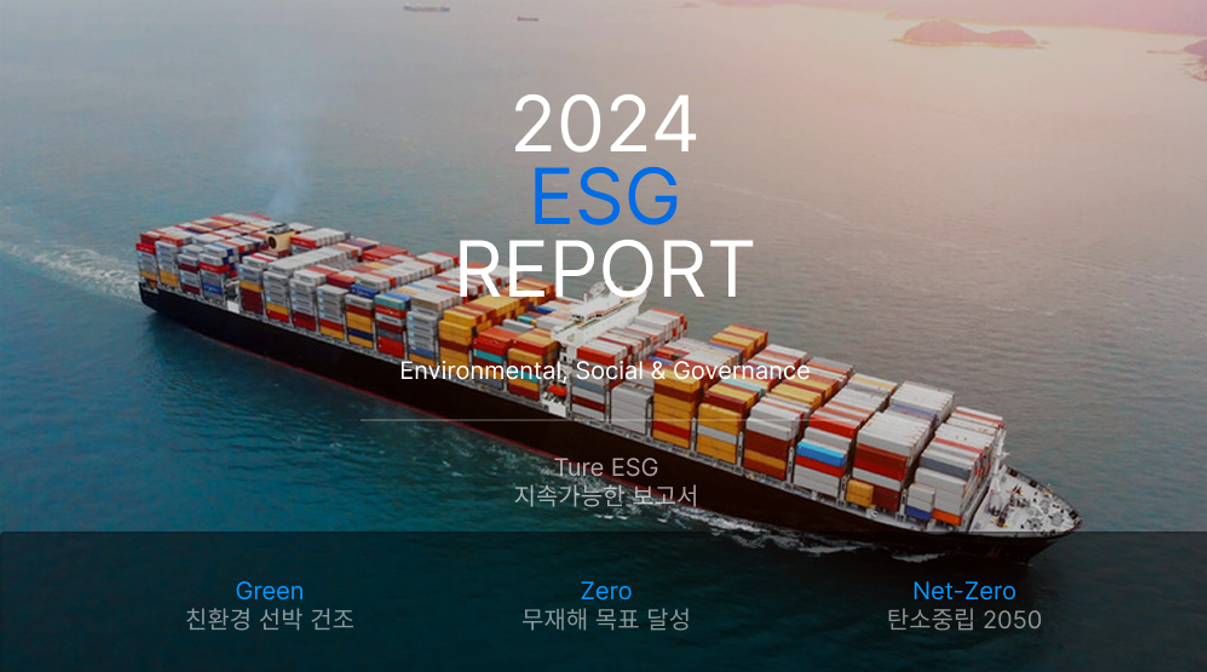 2024
ESG
REPORT
Environmental, Social & Governance
Ture ESG
지속가능한 보고서
Green
친환경 선박 건조
Zero
무재해 목표 달성
Net-Zero
탄소중립 2050